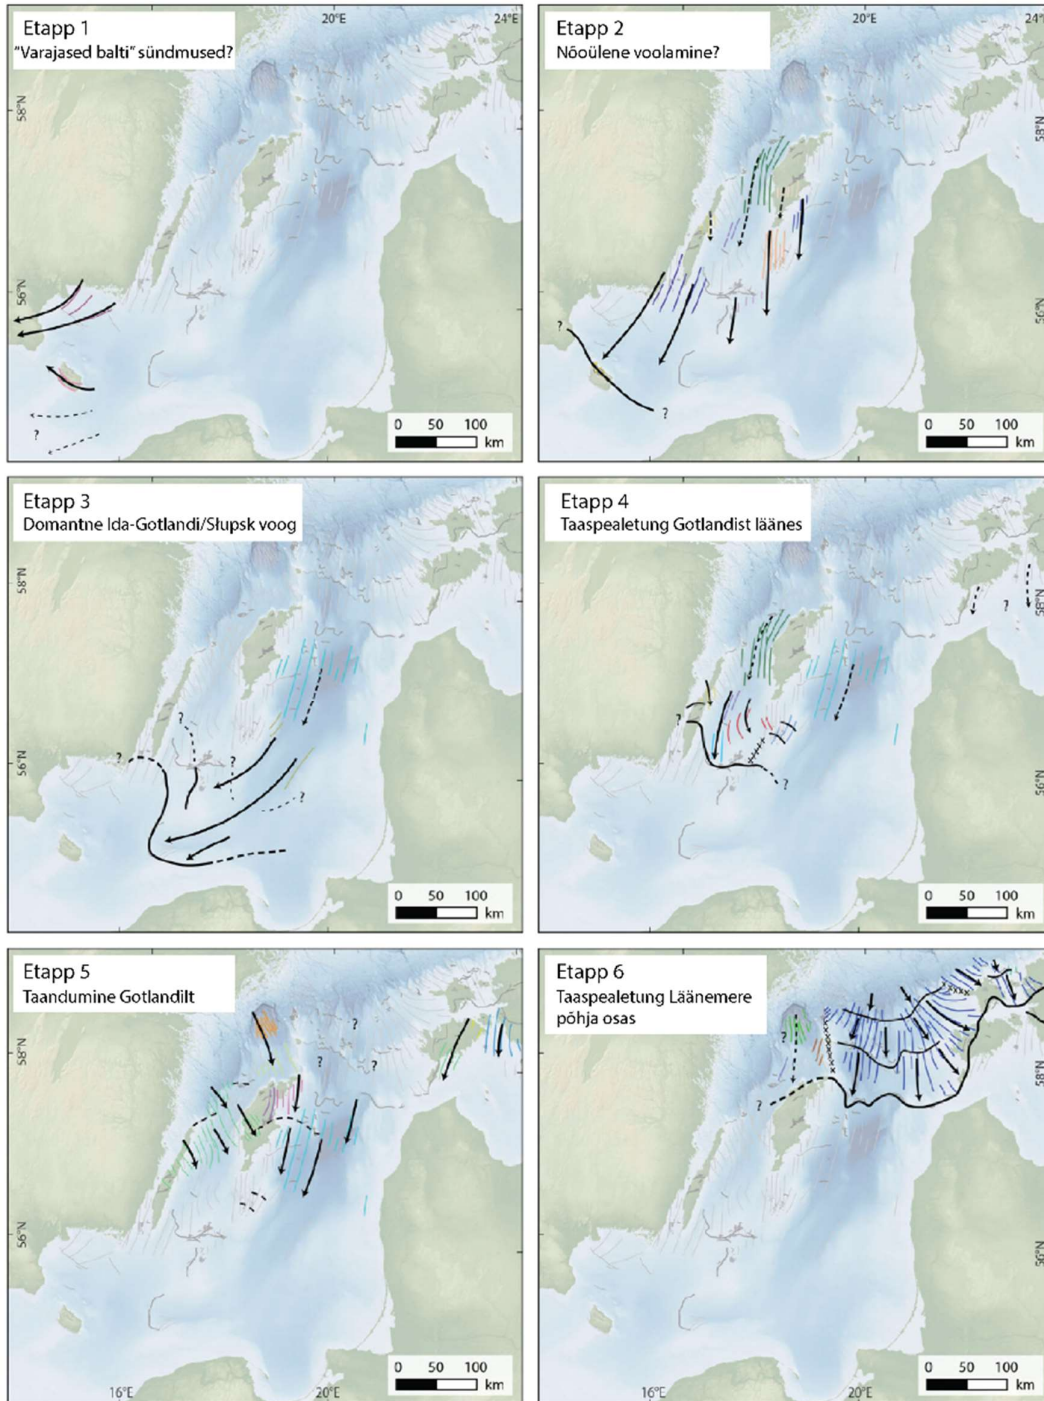 20°E
Etapp 1
"Varajased balti" sündmused?
58°N
56°N
?
0 50 100
km
20°E
24°E
Etapp 2
Nõoülene voolamine?
58°N
56°N
?
?
0 50 100
km
Etapp 3
Domantne Ida-Gotlandi/Słupsk voog
58°N
56°N
?
?
?
?
0 50 100
km
Etapp 4
Taaspealetung Gotlandist läänes
58°N
56°N
?
?
?
0 50 100
km
Etapp 5
Taandumine Gotlandilt
58°N
56°N
?
?
?
0 50 100
km
16°E
20°E
Etapp 6
Taaspealetung Läänemere
põhja osas
58°N
56°N
?
?
0 50 100
km
16°E
20°E